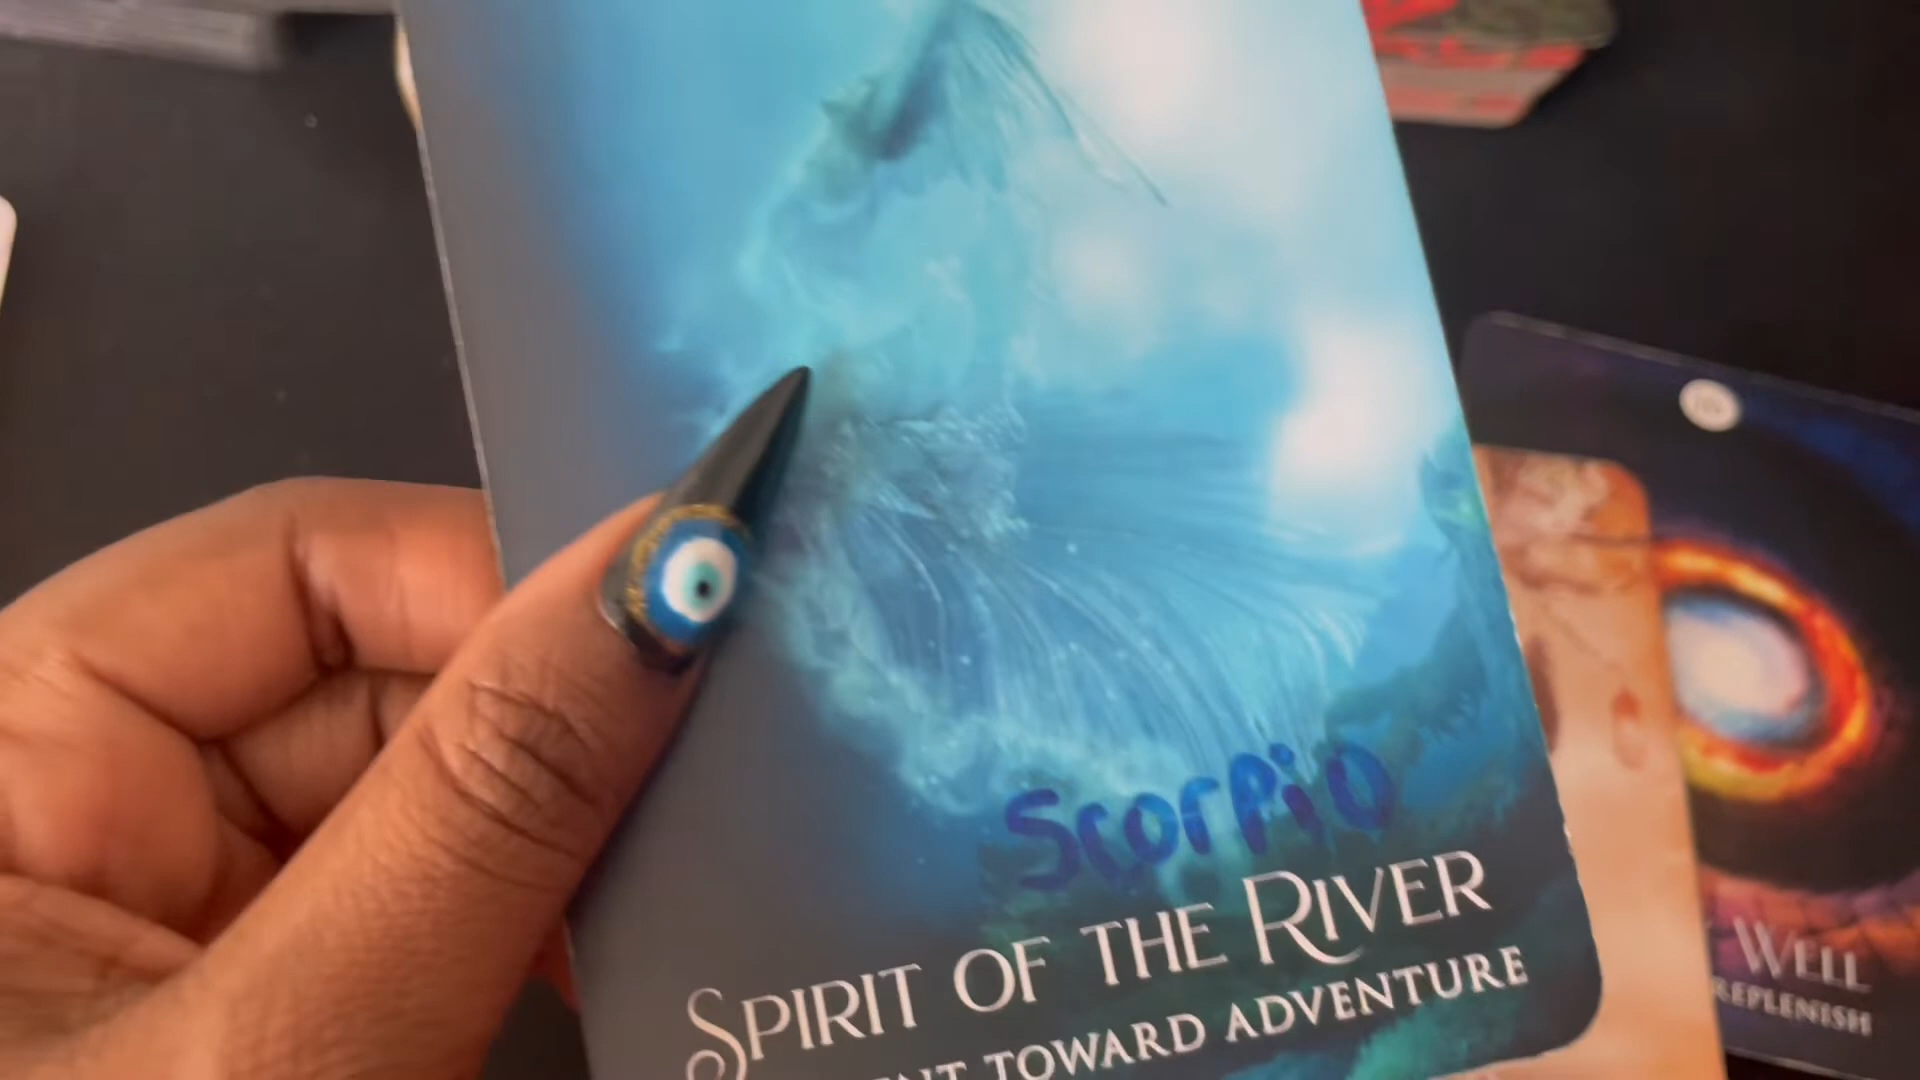 Scorpio
SPIRIT OF THE RIVER
TOWARD ADVENTURE
WELL
REPLENISH